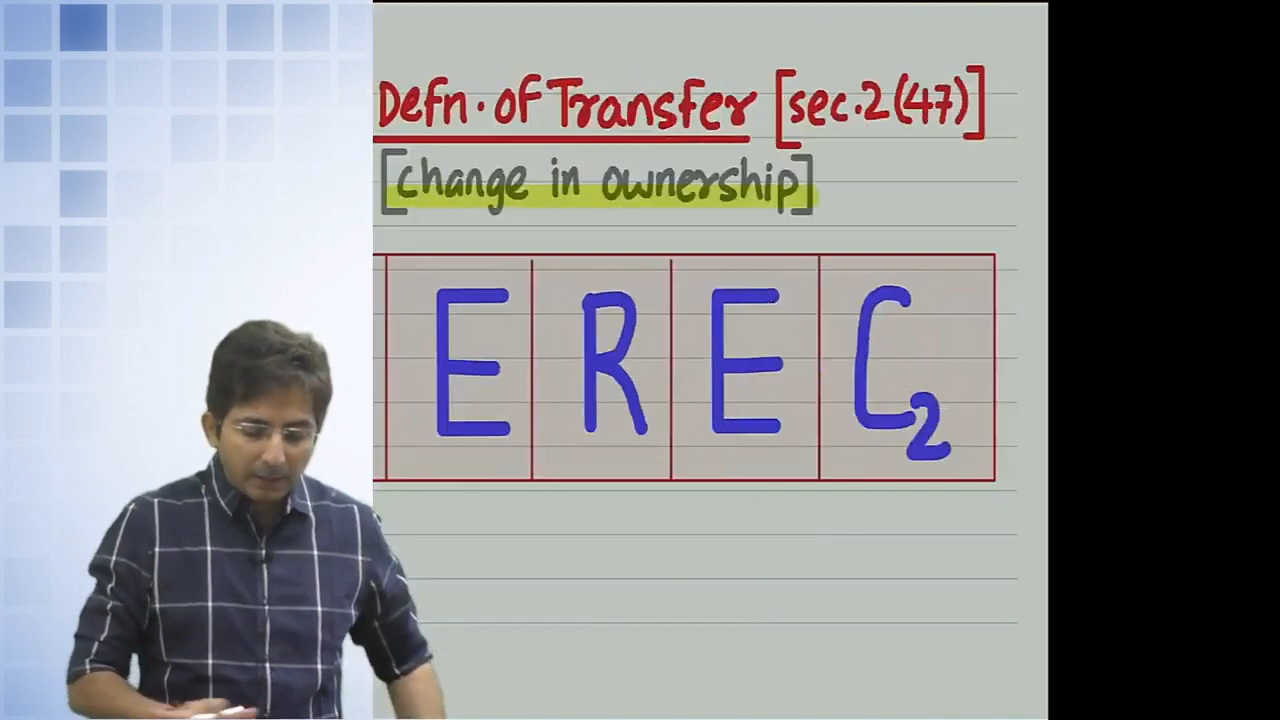 Defn. of Transfer [sec.2(47)]
[change in ownership]
E R E C2